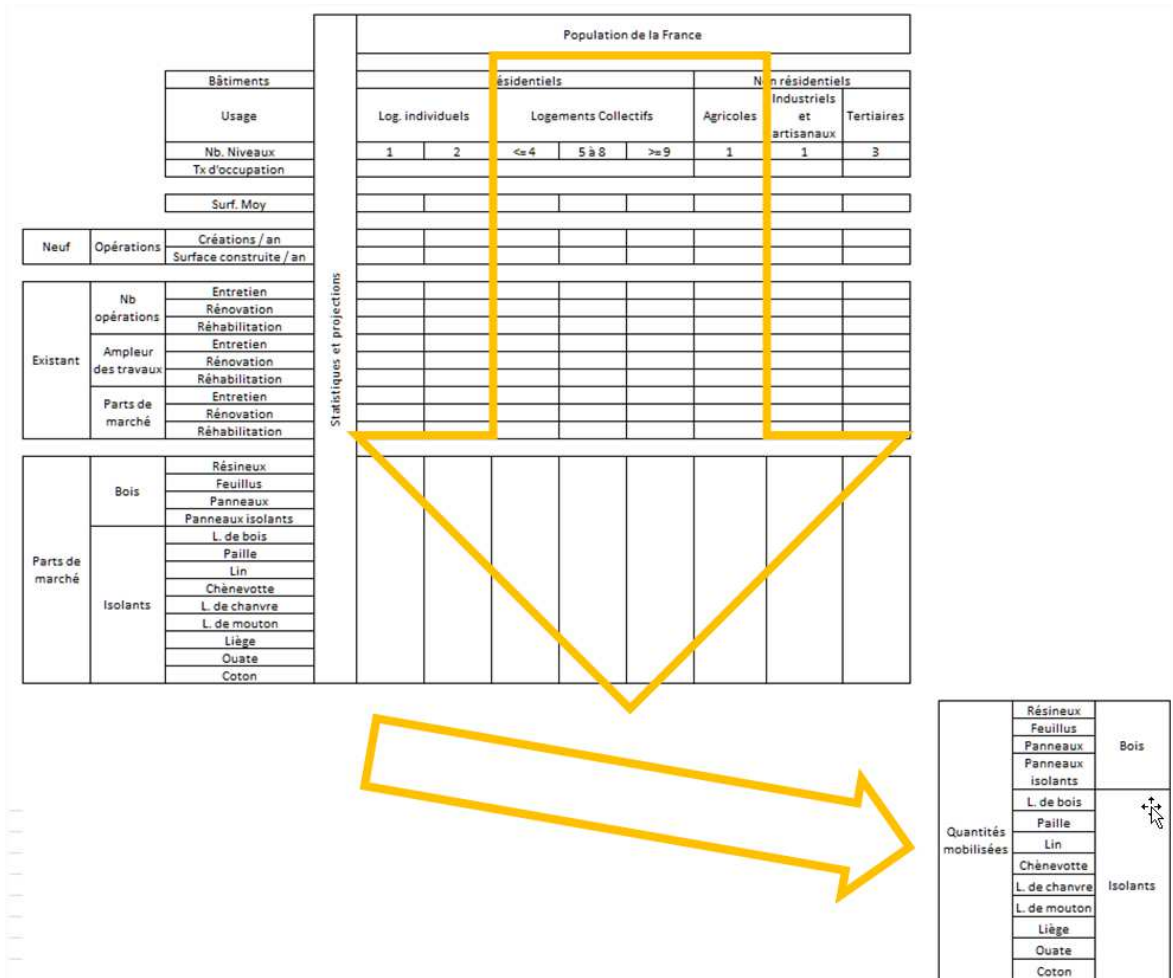 Population de la France
Bâtiments
ésidentiels
N n résidentiels
Usage
Log. individuels
Logements Collectifs
Agricoles
Industriels
et
artisanaux
Tertiaires
Nb. Niveaux
1
2
<=4
5 à 8
>=9
1
1
3
Tx d'occupation
Surf. Moy
Neuf
Opérations
Créations / an
Surface construite / an
Statistiques et projections
Existant
Nb
opérations
Entretien
Rénovation
Réhabilitation
Ampleur
des travaux
Entretien
Rénovation
Réhabilitation
Parts de
marché
Entretien
Rénovation
Réhabilitation
Parts de
marché
Bois
Résineux
Feuillus
Panneaux
Panneaux isolants
Isolants
L. de bois
Paille
Lin
Chènevotte
L. de chanvre
L. de mouton
Liège
Ouate
Coton
Quantités
mobilisées
Résineux
Feuillus
Panneaux
Panneaux
isolants
Bois
L. de bois
Paille
Lin
Chènevotte
L. de chanvre
L. de mouton
Liège
Ouate
Coton
Isolants